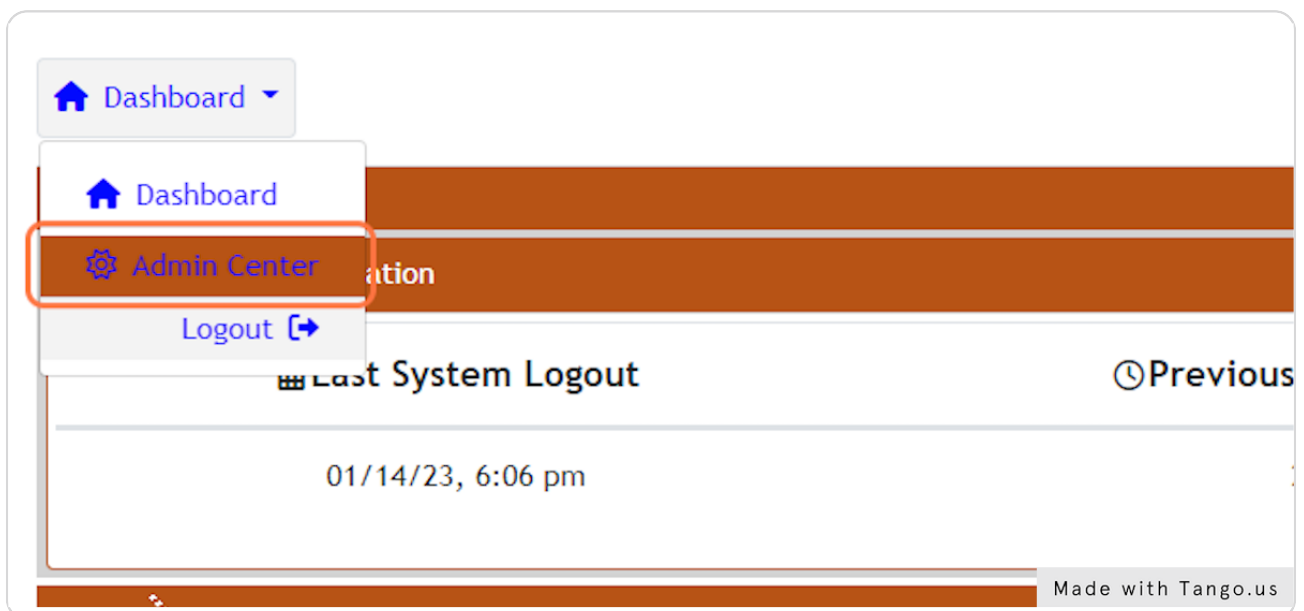 Dashboard
Dashboard
Admin Center
ation
Logout
Last System Logout
Previous
01/14/23, 6:06 pm
Made with Tango.us